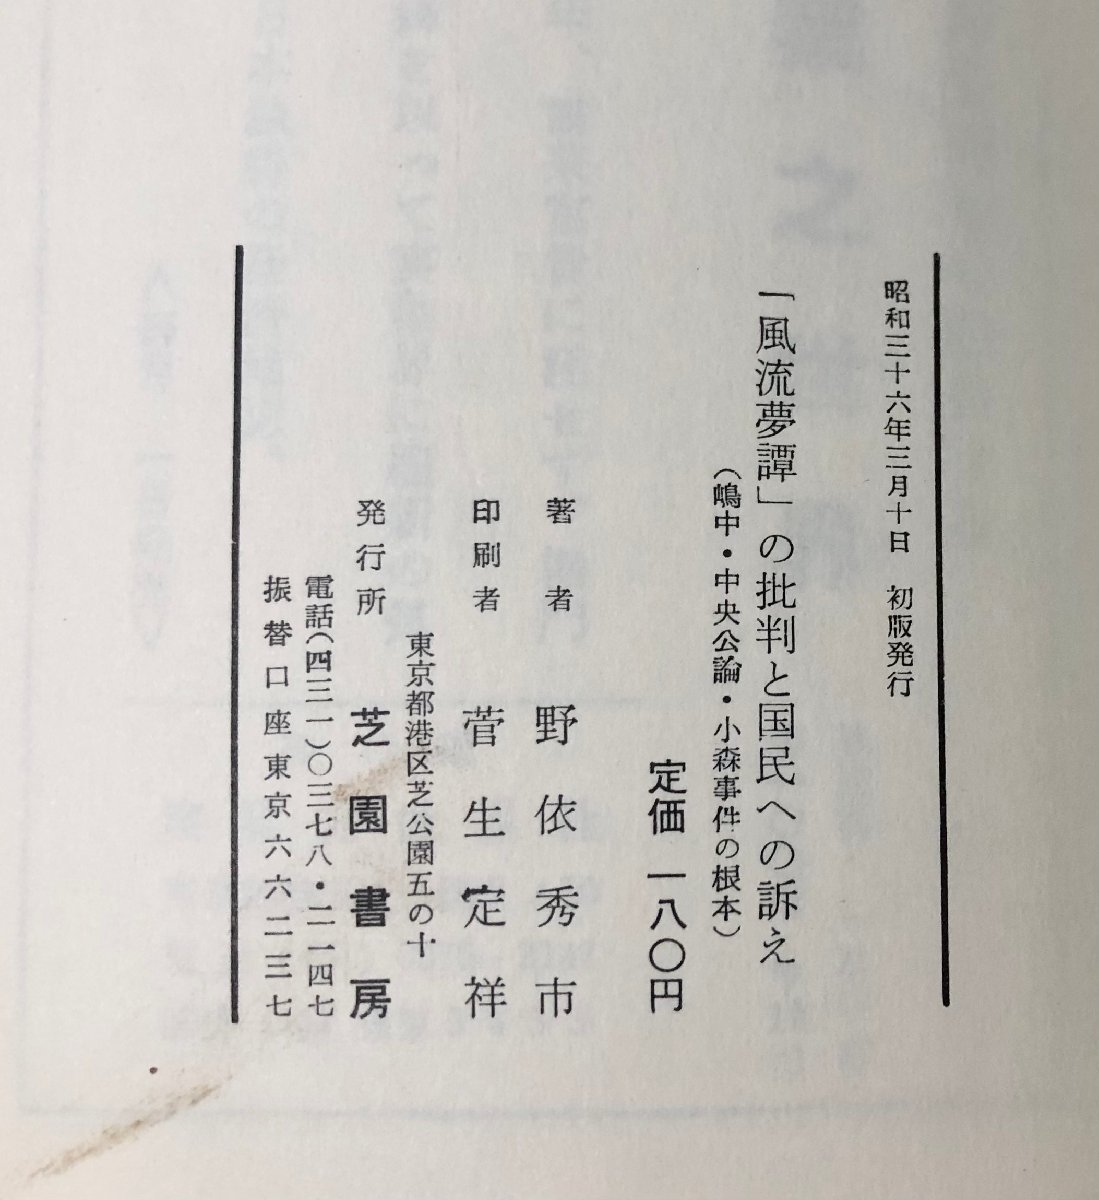 昭和三十六年三月十日　初版発行
「風流夢譚」の批判と国民への訴え
（嶋中・中央公論・小森事件の根本）
定価一八〇円
著者　野依秀市
印刷者　菅生定祥
東京都港区芝公園五の十
発行所　芝園書房
電話（四三一）〇三七八・二一四七
振替口座東京六六二三七